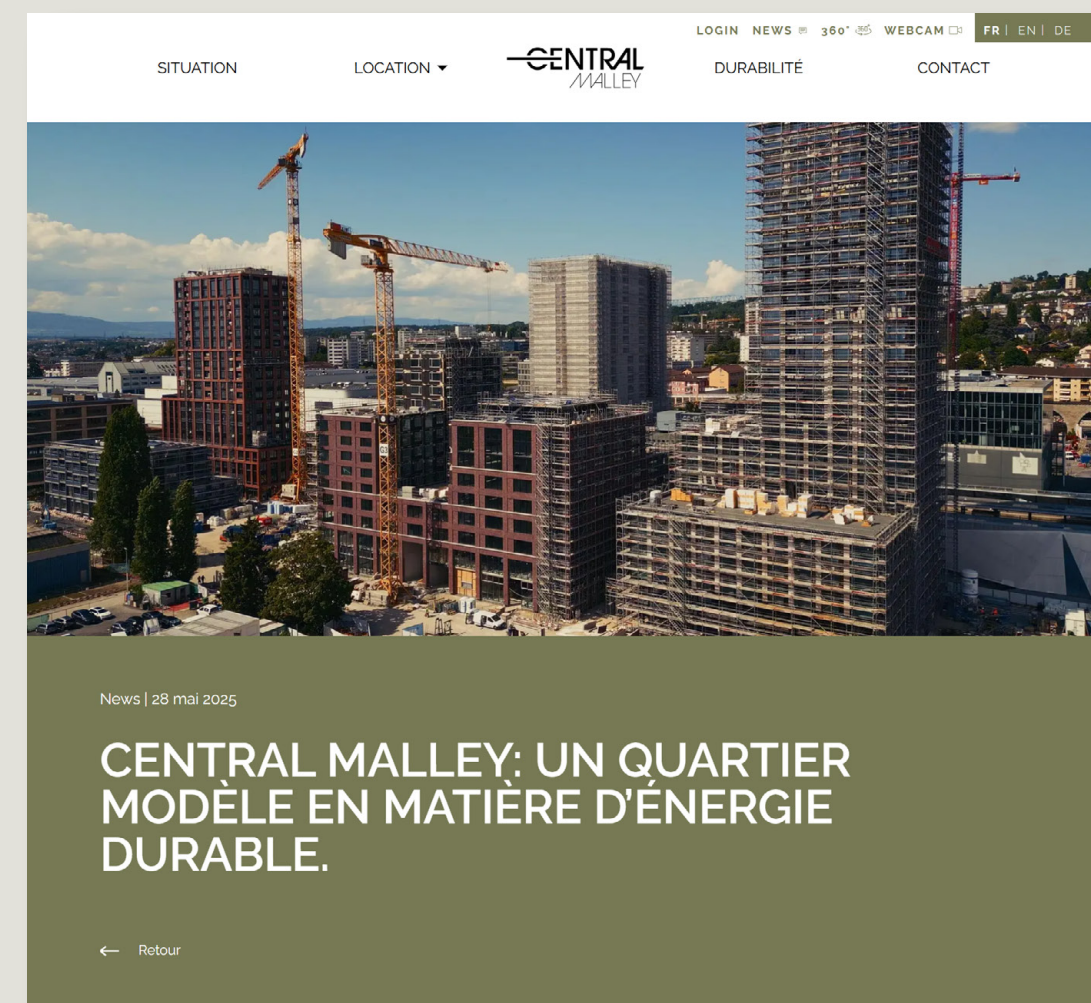 LOGIN NEWS 360° 360° WEBCAM FR | EN | DE
SITUATION LOCATION CENTRAL MALLEY DURABILITÉ CONTACT
News | 28 mai 2025
CENTRAL MALLEY: UN QUARTIER
MODÈLE EN MATIÈRE D’ÉNERGIE
DURABLE.
← Retour